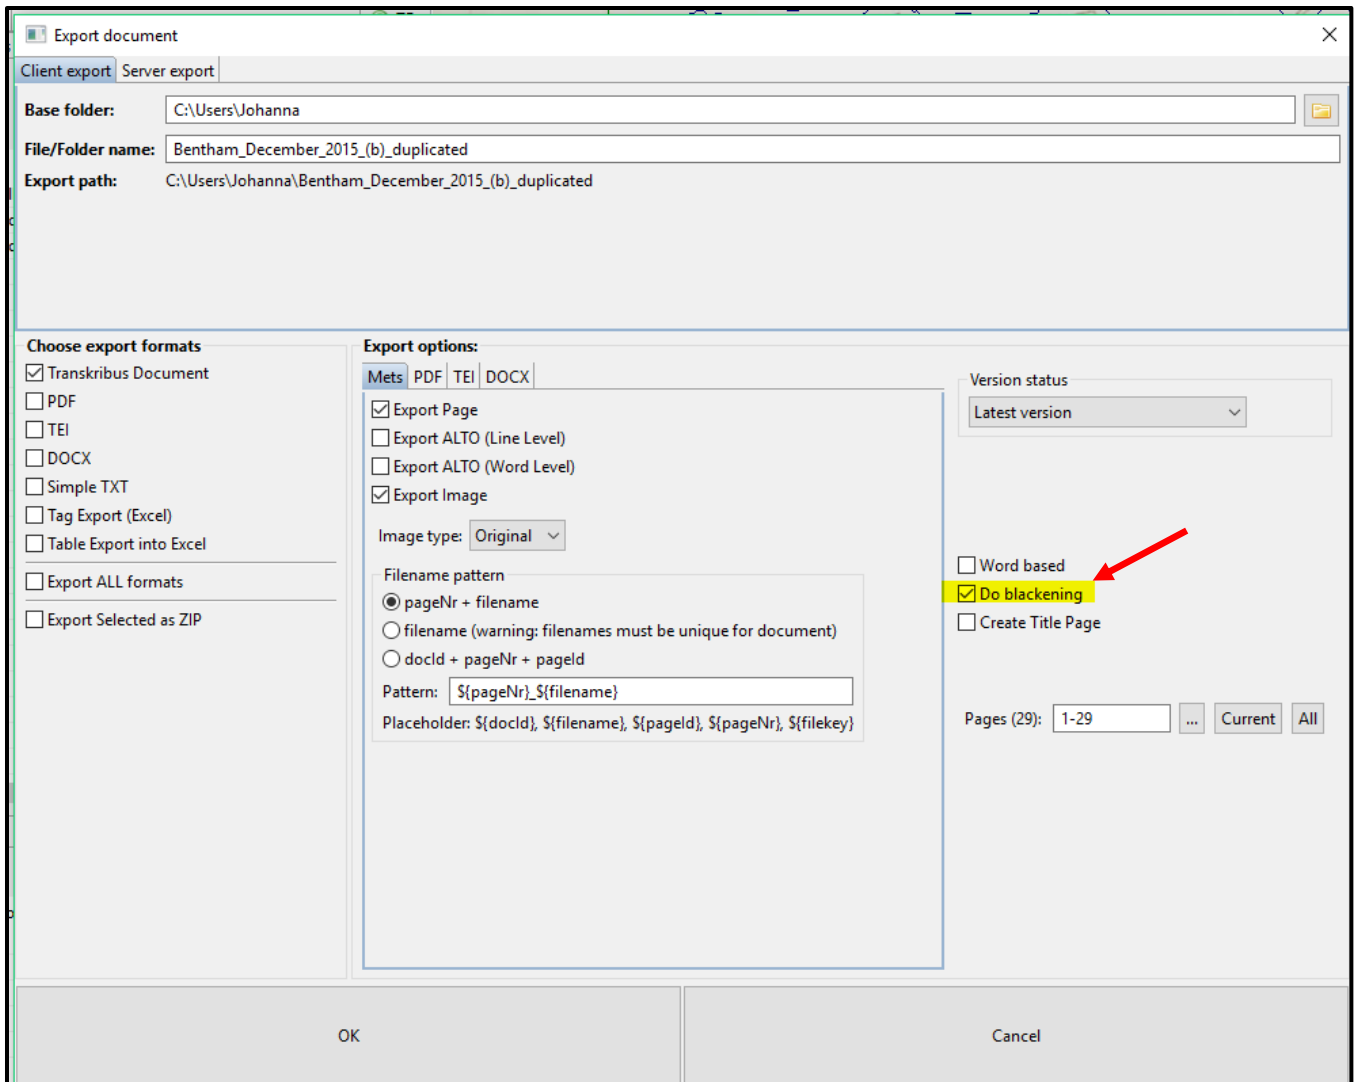 Export document
Client export Server export
Base folder: C:\Users\Johanna
File/Folder name: Bentham_December_2015_(b)_duplicated
Export path: C:\Users\Johanna\Bentham_December_2015_(b)_duplicated
Choose export formats
Transkribus Document
PDF
TEI
DOCX
Simple TXT
Tag Export (Excel)
Table Export into Excel
Export ALL formats
Export Selected as ZIP
Export options:
Mets PDF TEI DOCX
Export Page
Export ALTO (Line Level)
Export ALTO (Word Level)
Export Image
Image type: Original
Filename pattern
pageNr + filename
filename (warning: filenames must be unique for document)
docId + pageNr + pageId
Pattern: ${pageNr}_${filename}
Placeholder: ${docId}, ${filename}, ${pageId}, ${pageNr}, ${filekey}
Version status
Latest version
Word based
Do blackening
Create Title Page
Pages (29): 1-29 ... Current All
OK Cancel